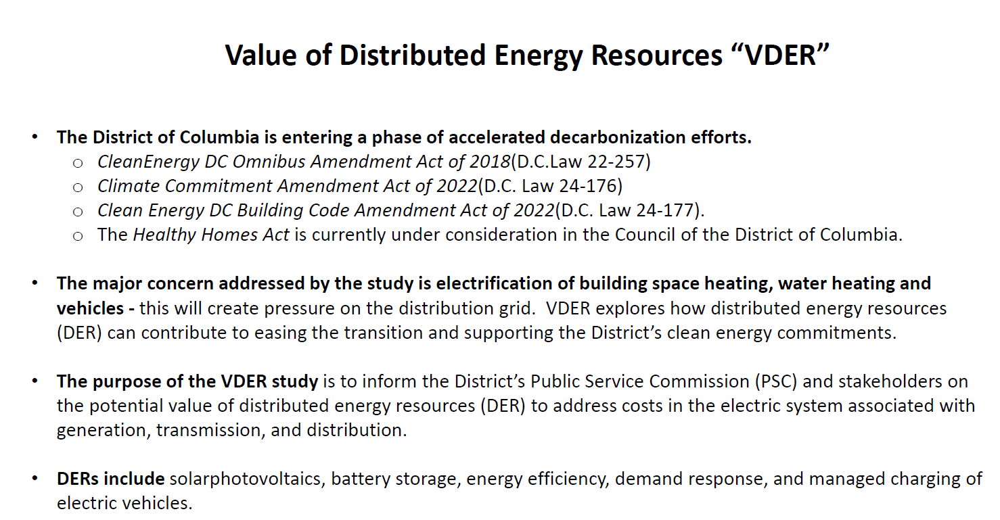 Value of Distributed Energy Resources “VDER”
• The District of Columbia is entering a phase of accelerated decarbonization efforts.
o CleanEnergy DC Omnibus Amendment Act of 2018(D.C.Law 22-257)
o Climate Commitment Amendment Act of 2022(D.C. Law 24-176)
o Clean Energy DC Building Code Amendment Act of 2022(D.C. Law 24-177).
o The Healthy Homes Act is currently under consideration in the Council of the District of Columbia.
• The major concern addressed by the study is electrification of building space heating, water heating and
vehicles - this will create pressure on the distribution grid. VDER explores how distributed energy resources
(DER) can contribute to easing the transition and supporting the District’s clean energy commitments.
• The purpose of the VDER study is to inform the District’s Public Service Commission (PSC) and stakeholders on
the potential value of distributed energy resources (DER) to address costs in the electric system associated with
generation, transmission, and distribution.
• DERs include solarphotovoltaics, battery storage, energy efficiency, demand response, and managed charging of
electric vehicles.